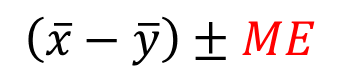 (x̄ − ȳ) ± ME